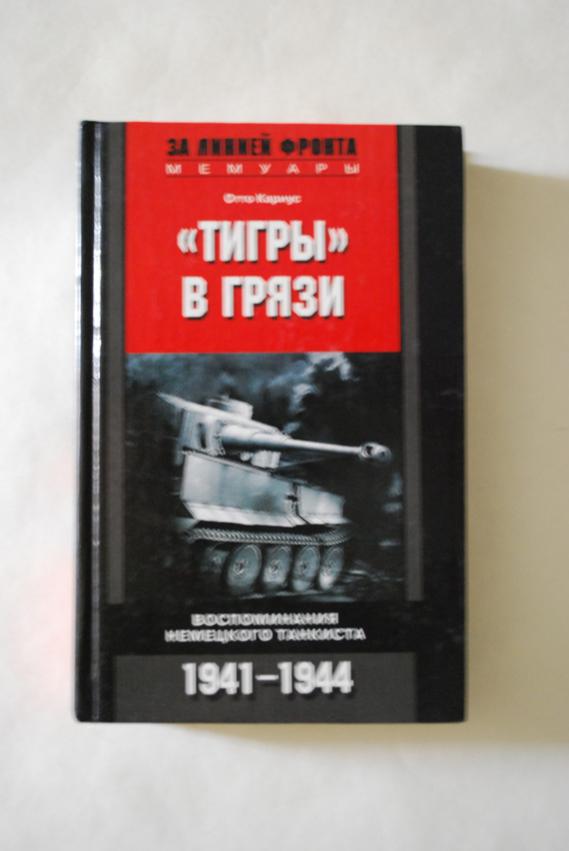 ЗА ЛИНИЕЙ ФРОНТА
МЕМУАРЫ
Отто Кариус
«ТИГРЫ»
В ГРЯЗИ
ВОСПОМИНАНИЯ
НЕМЕЦКОГО ТАНКИСТА
1941–1944